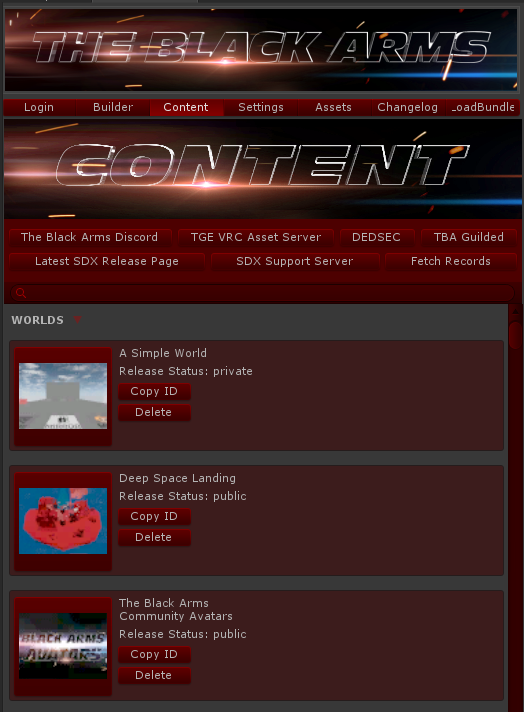 THE BLACK ARMS
Login Builder Content Settings Assets Changelog LoadBundle
CONTENT
The Black Arms Discord TGE VRC Asset Server DEDSEC TBA Guilded
Latest SDX Release Page SDX Support Server Fetch Records
WORLDS
A Simple World
Release Status: private
Copy ID
Delete
Deep Space Landing
Release Status: public
Copy ID
Delete
BLACK ARMS
AVATARS
The Black Arms
Community Avatars
Release Status: public
Copy ID
Delete